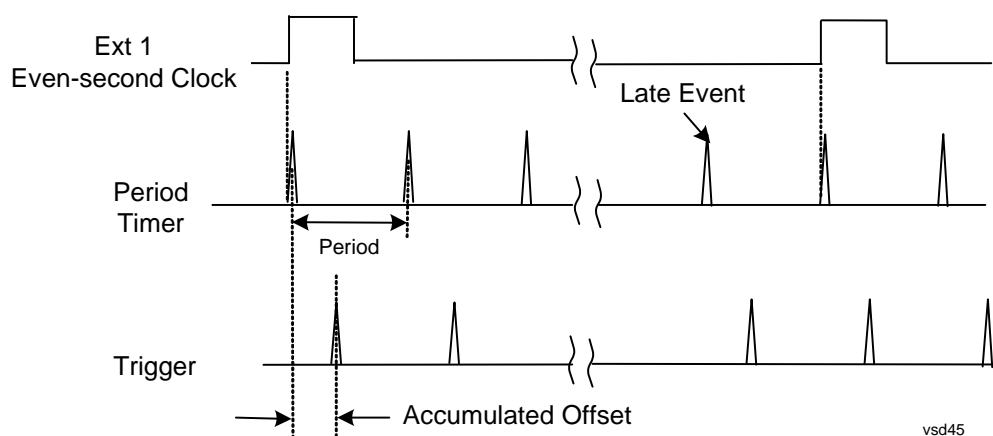 Ext 1
Even-second Clock
Late Event
Period
Timer
Period
Trigger
Accumulated Offset
vsd45